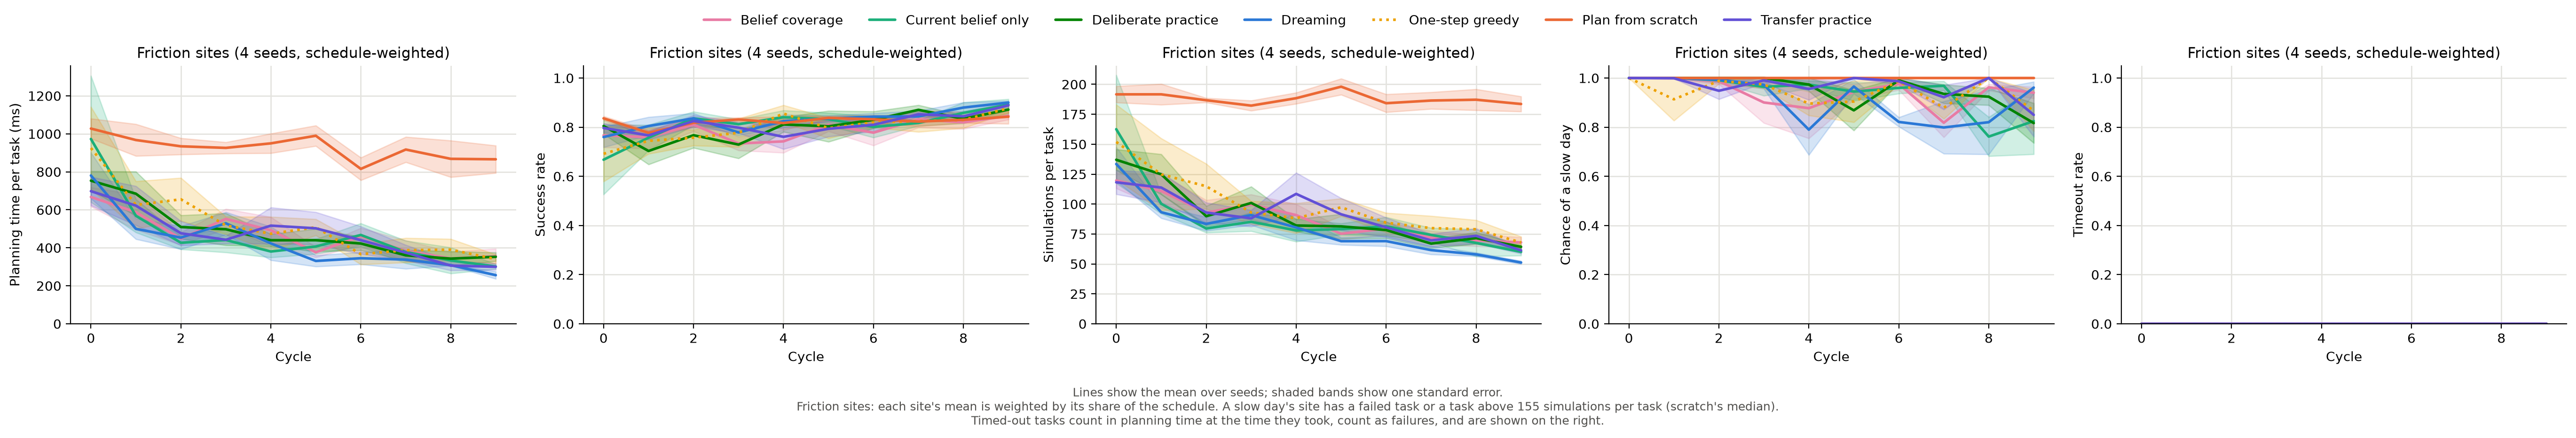 Belief coverage
Current belief only
Deliberate practice
Dreaming
One-step greedy
Plan from scratch
Transfer practice
Friction sites (4 seeds, schedule-weighted)
Planning time per task (ms)
1200
1000
800
600
400
200
0
0 2 4 6 8
Cycle
Friction sites (4 seeds, schedule-weighted)
Success rate
1.0
0.8
0.6
0.4
0.2
0.0
0 2 4 6 8
Cycle
Friction sites (4 seeds, schedule-weighted)
Simulations per task
200
175
150
125
100
75
50
25
0
0 2 4 6 8
Cycle
Friction sites (4 seeds, schedule-weighted)
Chance of a slow day
1.0
0.8
0.6
0.4
0.2
0.0
0 2 4 6 8
Cycle
Friction sites (4 seeds, schedule-weighted)
Timeout rate
1.0
0.8
0.6
0.4
0.2
0.0
0 2 4 6 8
Cycle
Lines show the mean over seeds; shaded bands show one standard error.
Friction sites: each site's mean is weighted by its share of the schedule. A slow day's site has a failed task or a task above 155 simulations per task (scratch's median).
Timed-out tasks count in planning time at the time they took, count as failures, and are shown on the right.